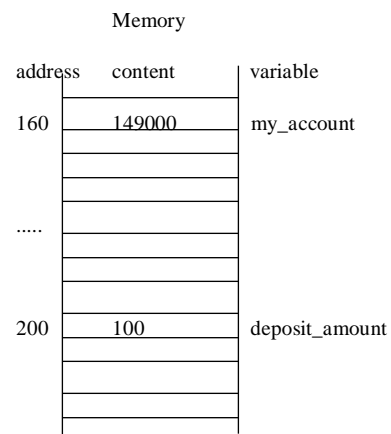 Memory
address content variable
160 149000 my_account
.....
200 100 deposit_amount